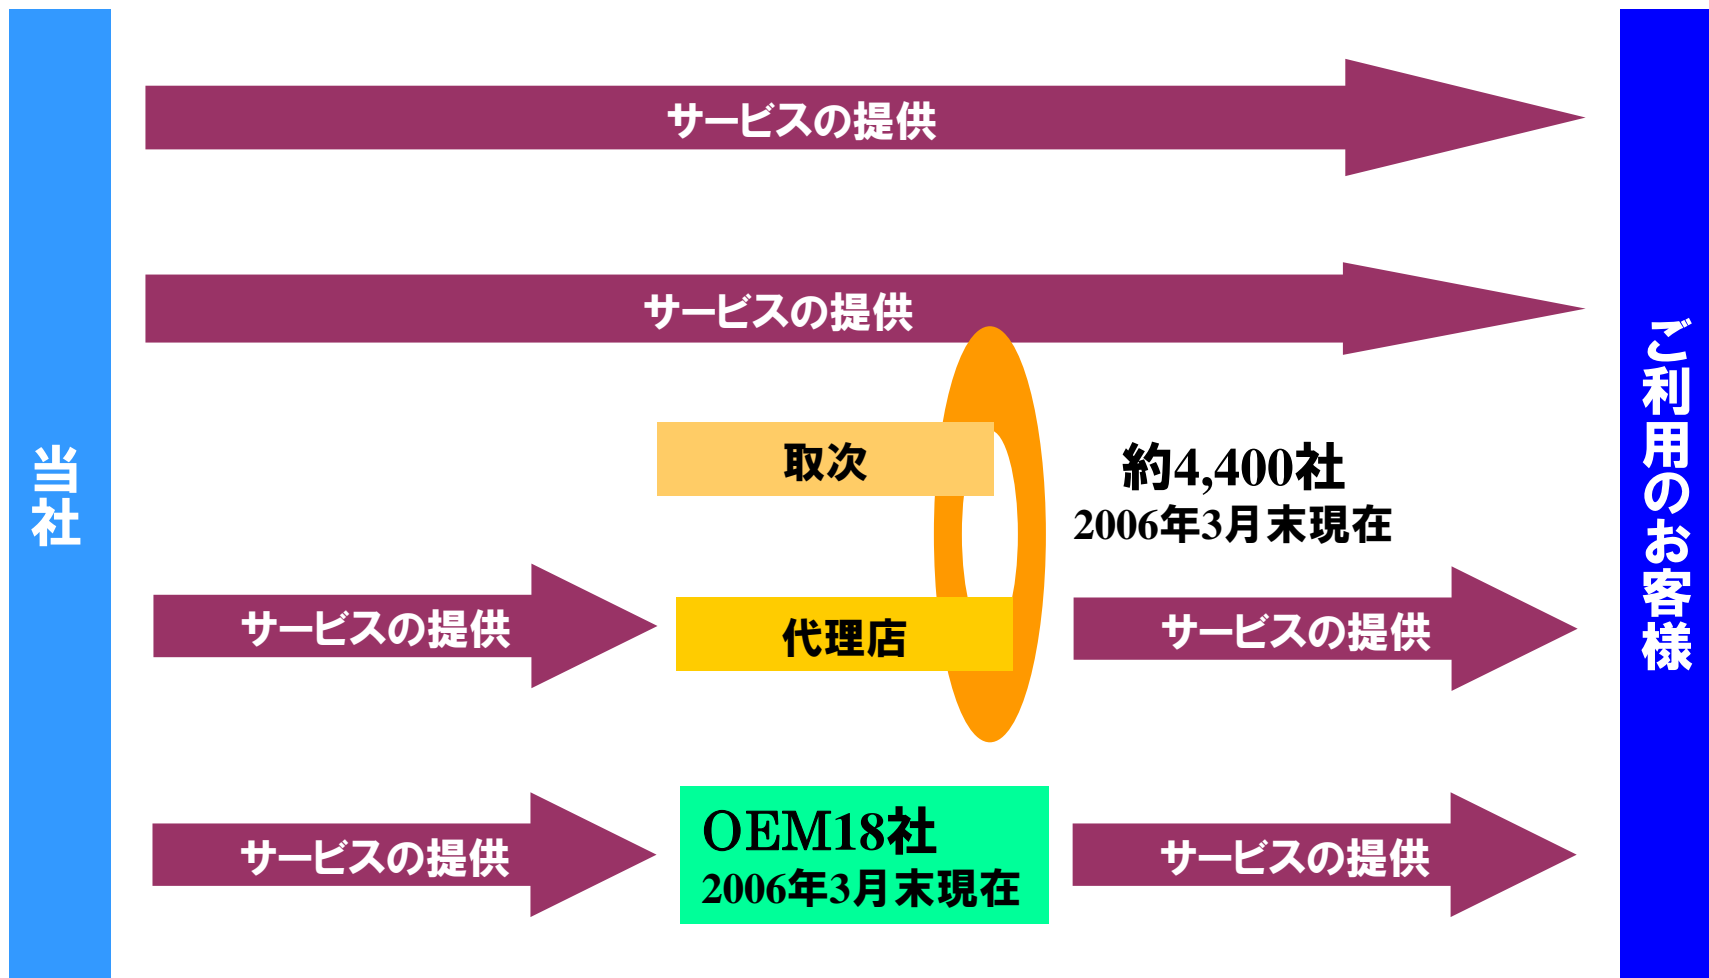 サービスの提供
サービスの提供
当社
ご利用のお客様
取次
約4,400社
2006年3月末現在
サービスの提供
代理店
サービスの提供
サービスの提供
OEM18社
2006年3月末現在
サービスの提供